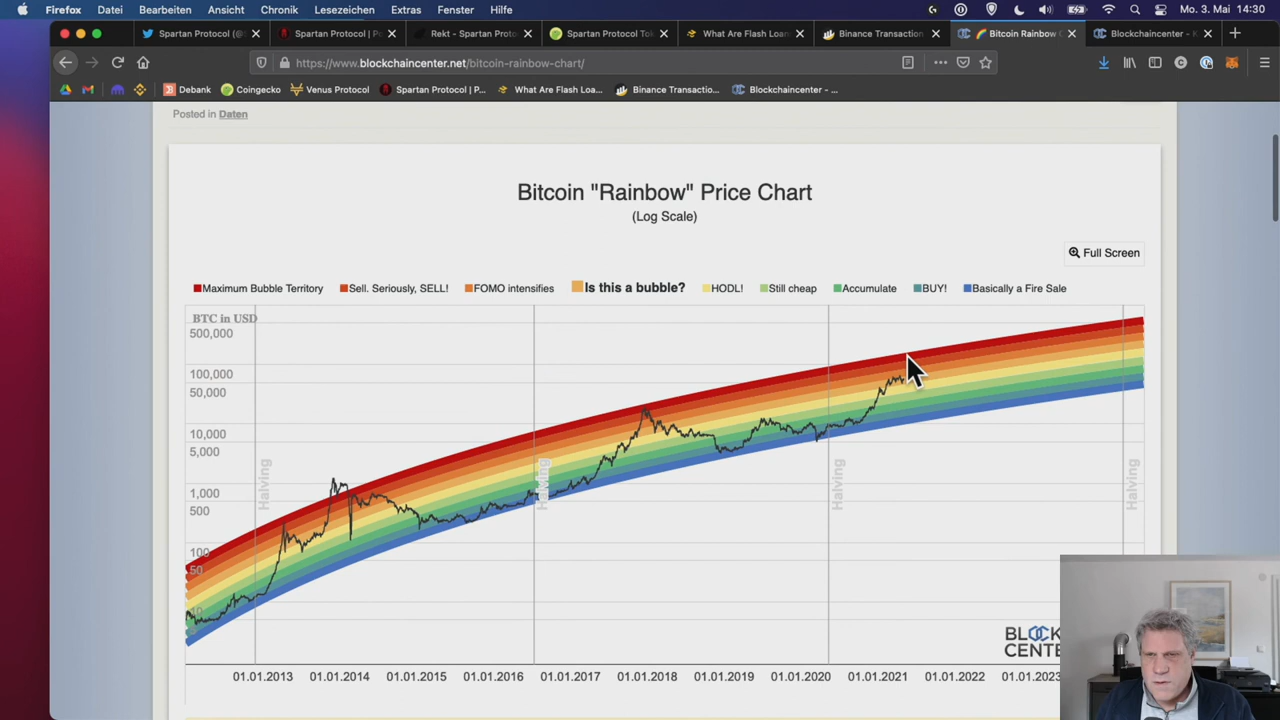 Firefox Datei Bearbeiten Ansicht Chronik Lesezeichen Extras Fenster Hilfe Mo. 3. Mai 14:30
Spartan Protocol (@S Spartan Protocol | P Rekt - Spartan Proto Spartan Protocol Tok What Are Flash Loan Binance Transaction Bitcoin Rainbow C Blockchaincenter - K
https://www.blockchaincenter.net/bitcoin-rainbow-chart/
Debank Coingecko Venus Protocol Spartan Protocol | P... What Are Flash Loa... Binance Transactio... Blockchaincenter - ...
Posted in Daten
Bitcoin "Rainbow" Price Chart
(Log Scale)
Full Screen
Maximum Bubble Territory Sell. Seriously, SELL! FOMO intensifies Is this a bubble? HODL! Still cheap Accumulate BUY! Basically a Fire Sale
BTC in USD
500,000
100,000
50,000
10,000
5,000
1,000
500
100
50
10
Halving Halving Halving Halving
BLOCK
CENTER
01.01.2013 01.01.2014 01.01.2015 01.01.2016 01.01.2017 01.01.2018 01.01.2019 01.01.2020 01.01.2021 01.01.2022 01.01.2023